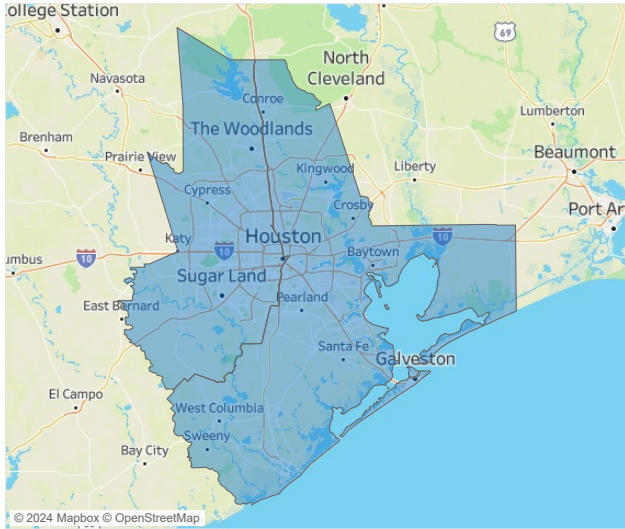 ollege Station
69
North
Cleveland
Navasota
Conroe
Lumberton
The Woodlands
Brenham
Beaumont
Prairie View
Kingwood
Liberty
Cypress
Crosby
Port Ar
Katy
Houston
10
10
10
umbus
Baytown
Sugar Land
East Bernard
Pearland
Santa Fe
Galveston
El Campo
West Columbia
Sweeny
Bay City
© 2024 Mapbox © OpenStreetMap